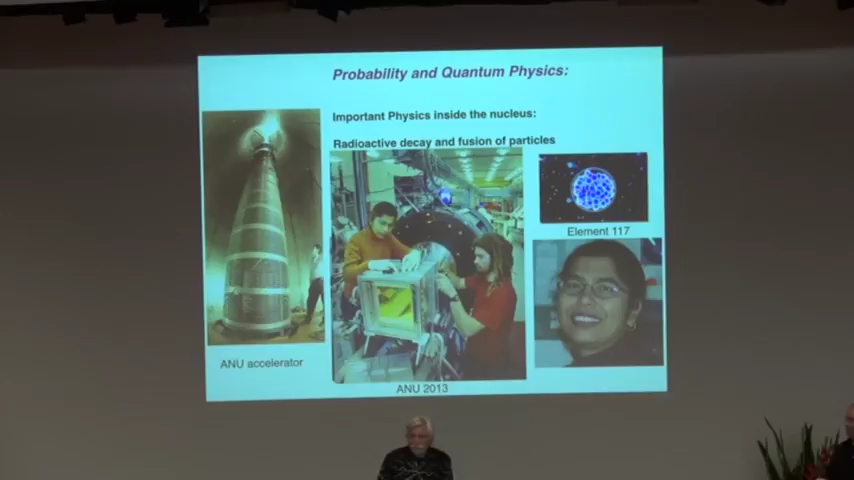 Probability and Quantum Physics:
Important Physics inside the nucleus:
Radioactive decay and fusion of particles
Element 117
ANU accelerator
ANU 2013